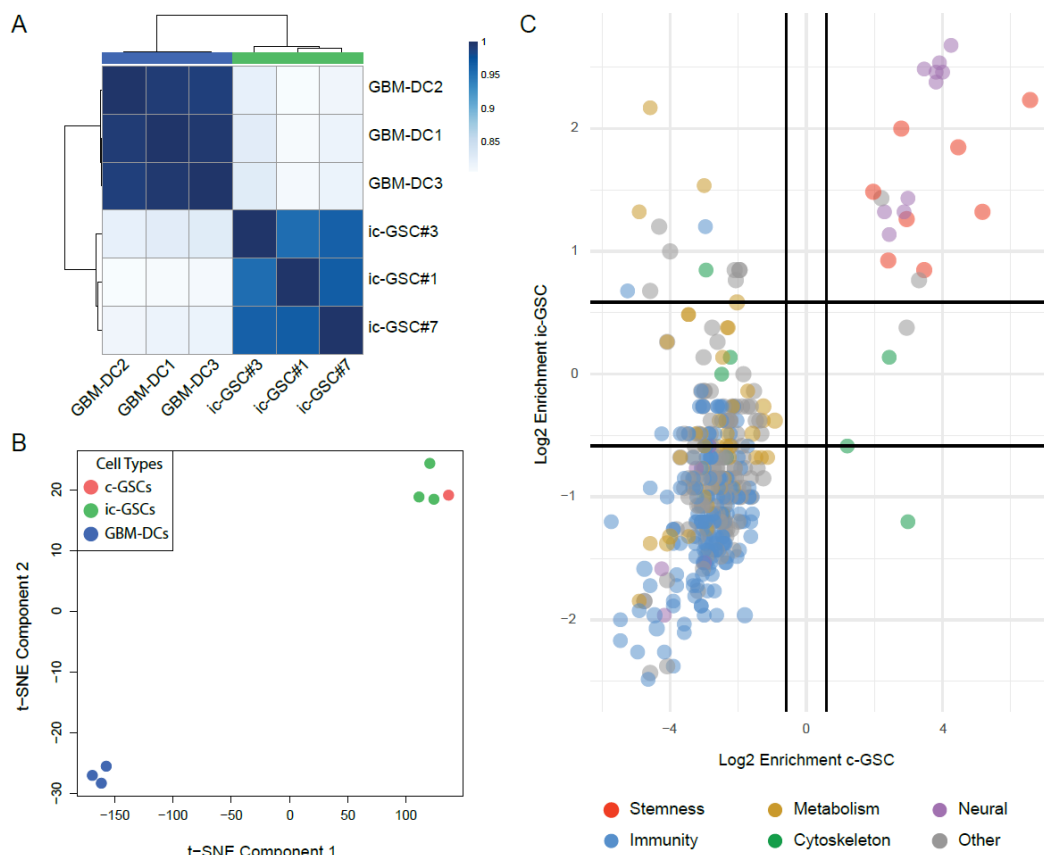 A
1
0.95
0.9
0.85
GBM-DC2
GBM-DC1
GBM-DC3
ic-GSC#3
ic-GSC#1
ic-GSC#7
GBM-DC2
GBM-DC1
GBM-DC3
ic-GSC#3
ic-GSC#1
ic-GSC#7
B
Cell Types
c-GSCs
ic-GSCs
GBM-DCs
t-SNE Component 2
20
10
0
-10
-20
-30
-150
-100
-50
0
50
100
t-SNE Component 1
C
Log2 Enrichment ic-GSC
2
1
0
-1
-2
-4
0
4
Log2 Enrichment c-GSC
Stemness
Metabolism
Neural
Immunity
Cytoskeleton
Other